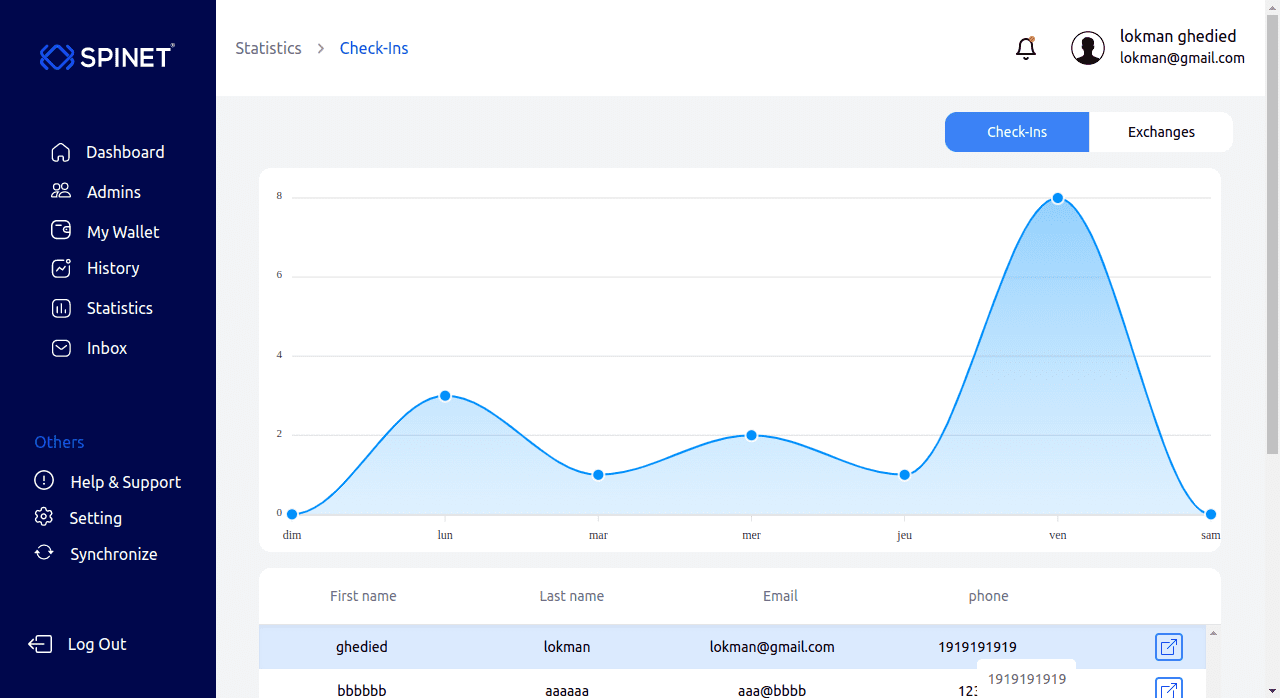 SPINET®
Statistics > Check-Ins
lokman ghedied
lokman@gmail.com
Dashboard
Admins
My Wallet
History
Statistics
Inbox
Others
Help & Support
Setting
Synchronize
Log Out
Check-Ins Exchanges
8
6
4
2
0
dim lun mar mer jeu ven sam
First name Last name Email phone
ghedied lokman lokman@gmail.com 1919191919
1919191919
bbbbbb aaaaaa aaa@bbbb